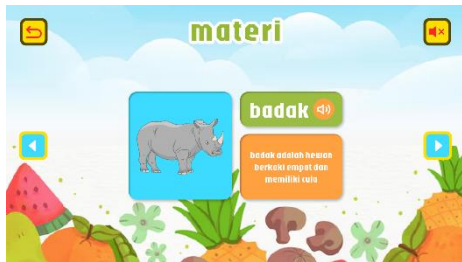 materi
badak
badak adalah hewan
berkaki empat dan
memiliki cula